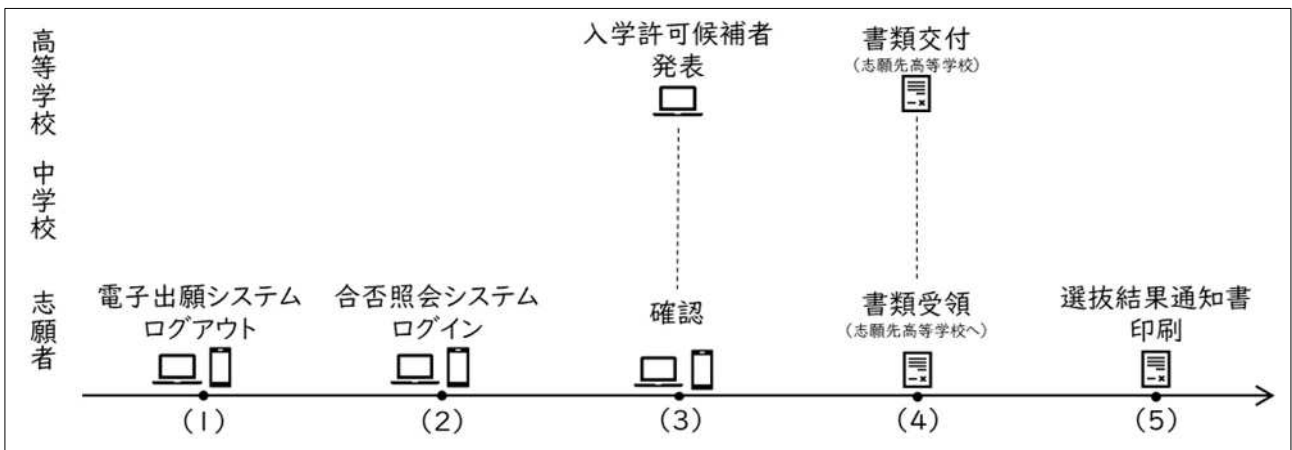 高等学校
入学許可候補者
発表
書類交付
(志願先高等学校)
中学校
志願者
電子出願システム
ログアウト
合否照会システム
ログイン
確認
書類受領
(志願先高等学校へ)
選抜結果通知書
印刷
(1)
(2)
(3)
(4)
(5)